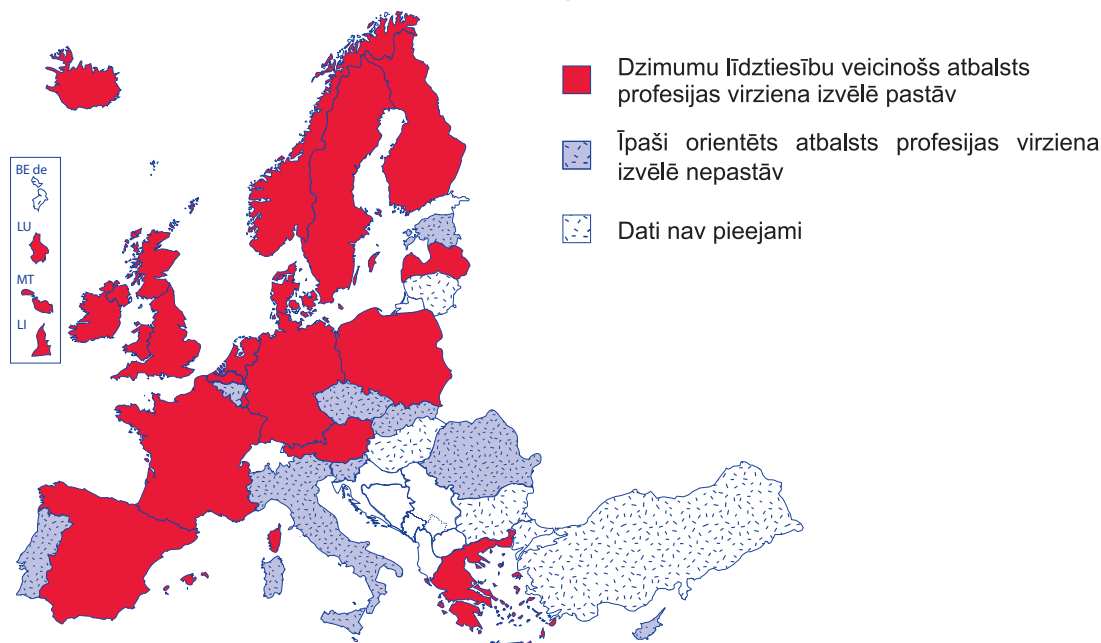 Dzimumu līdztiesību veicinošs atbalsts
profesijas virziena izvēlē pastāv
Īpaši orientēts atbalsts profesijas virziena
izvēlē nepastāv
Dati nav pieejami
BE de
LU
MT
LI